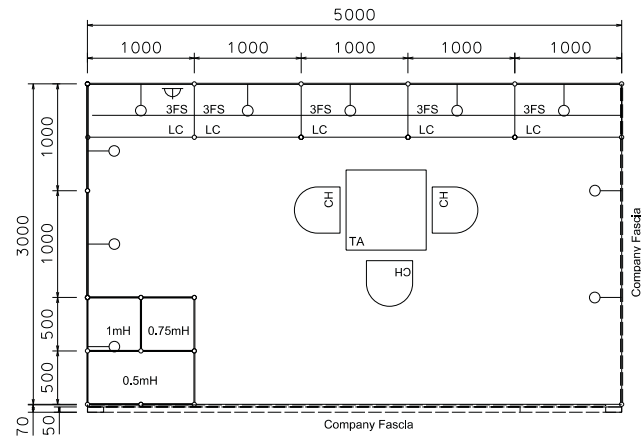 5000
1000 1000 1000 1000 1000
3FS 3FS 3FS 3FS 3FS
LC LC LC LC LC
1000
3000
1000
500
500
70
50
CH
CH
TA
CH
Company Fascia
1mH 0.75mH
0.5mH
Company Fascia